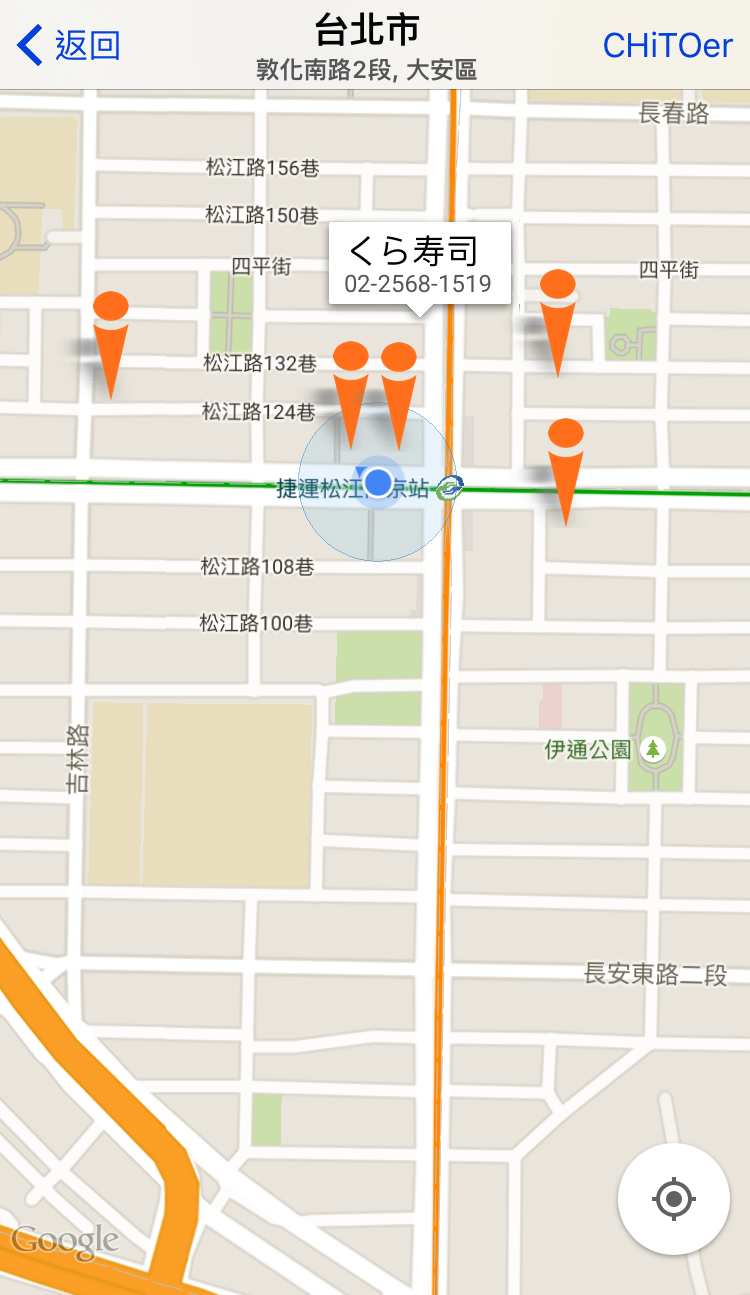 返回
台北市
敦化南路2段, 大安區
CHiTOer
長春路
松江路156巷
松江路150巷
四平街
くら寿司
02-2568-1519
四平街
松江路132巷
松江路124巷
捷運松江 京站
松江路108巷
松江路100巷
吉林路
伊通公園
長安東路二段
Google